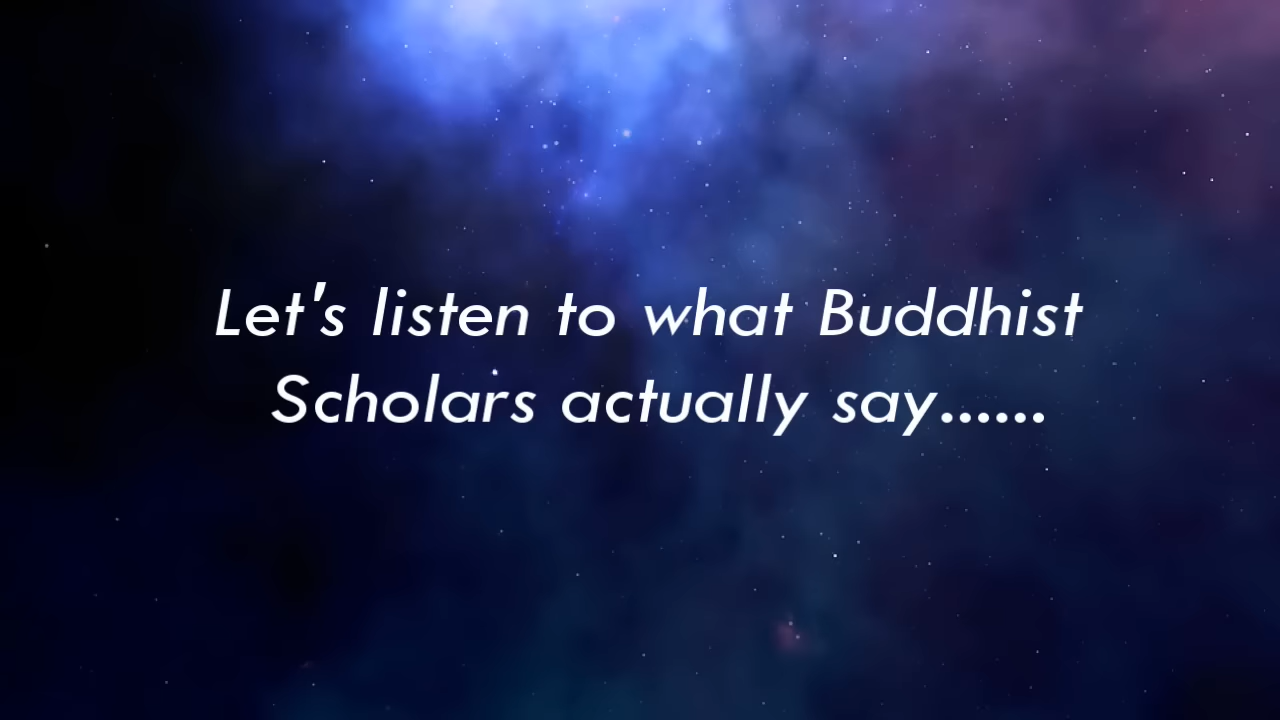 Let's listen to what Buddhist
Scholars actually say......